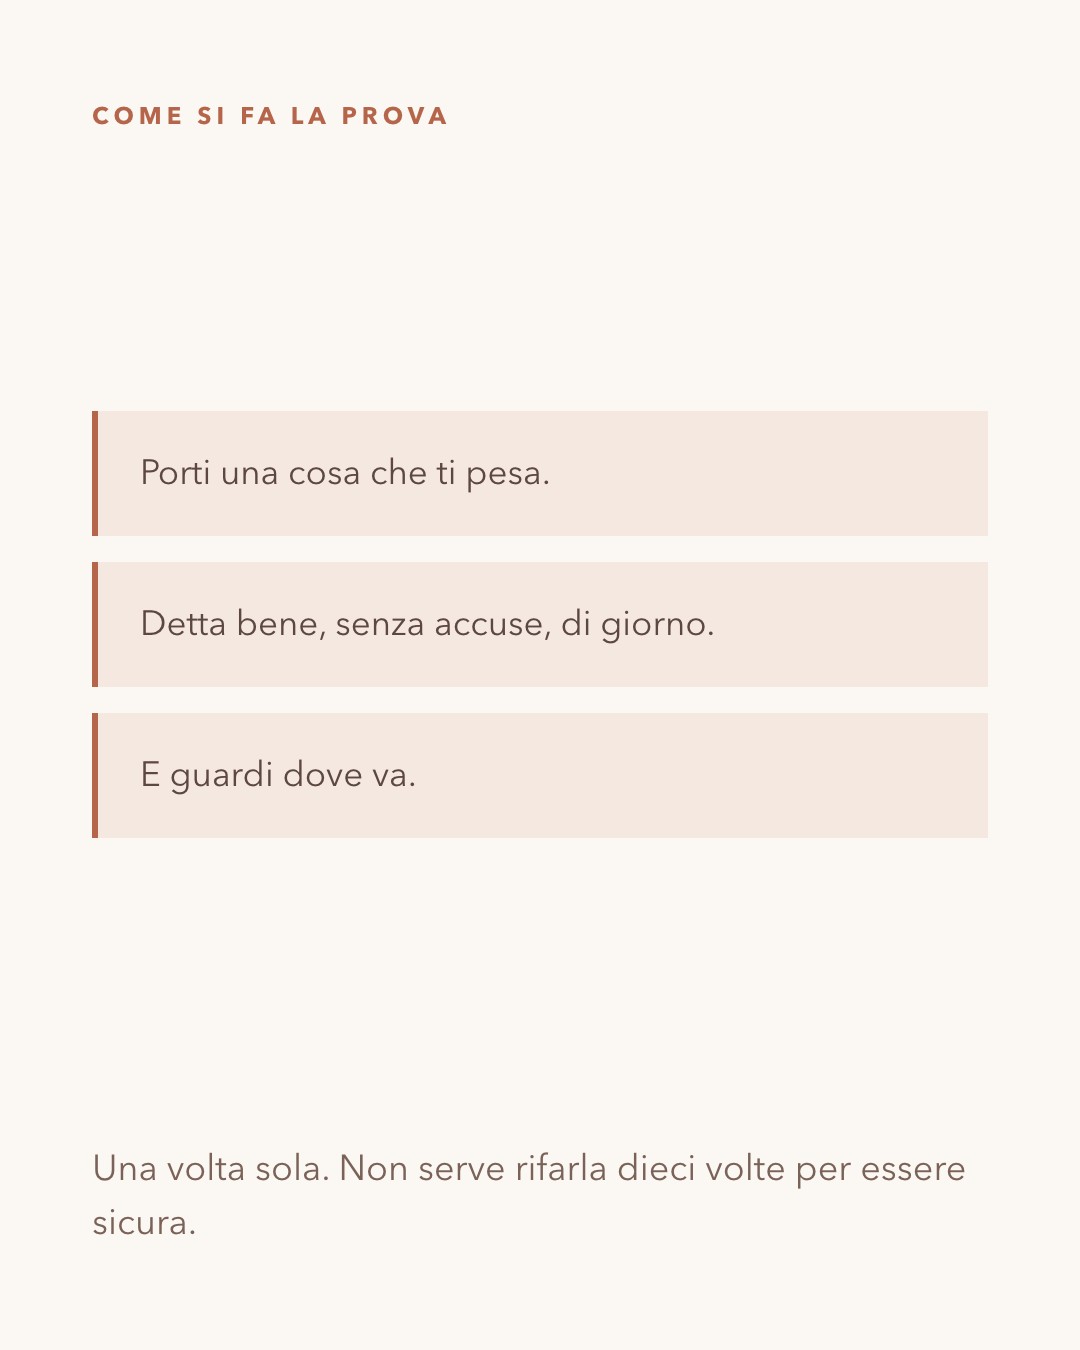 COME SI FA LA PROVA
Porti una cosa che ti pesa.
Detta bene, senza accuse, di giorno.
E guardi dove va.
Una volta sola. Non serve rifarla dieci volte per essere
sicura.